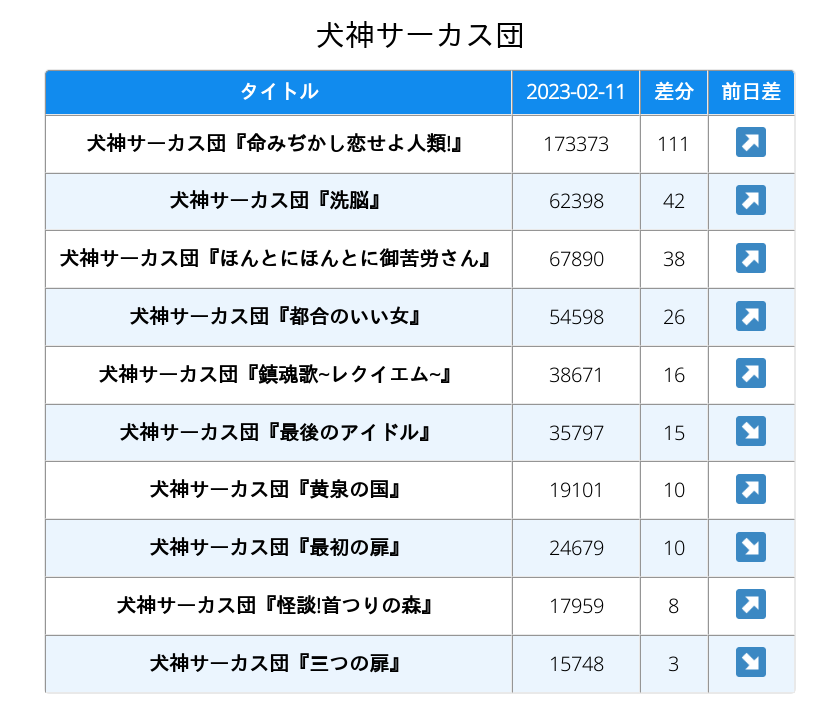 犬神サーカス団
タイトル 2023-02-11 差分 前日差
犬神サーカス団『命みぢかし恋せよ人類!』 173373 111 ↗
犬神サーカス団『洗脳』 62398 42 ↗
犬神サーカス団『ほんとにほんとに御苦労さん』 67890 38 ↗
犬神サーカス団『都合のいい女』 54598 26 ↗
犬神サーカス団『鎮魂歌~レクイエム~』 38671 16 ↗
犬神サーカス団『最後のアイドル』 35797 15 ↘
犬神サーカス団『黄泉の国』 19101 10 ↗
犬神サーカス団『最初の扉』 24679 10 ↘
犬神サーカス団『怪談!首つりの森』 17959 8 ↗
犬神サーカス団『三つの扉』 15748 3 ↘